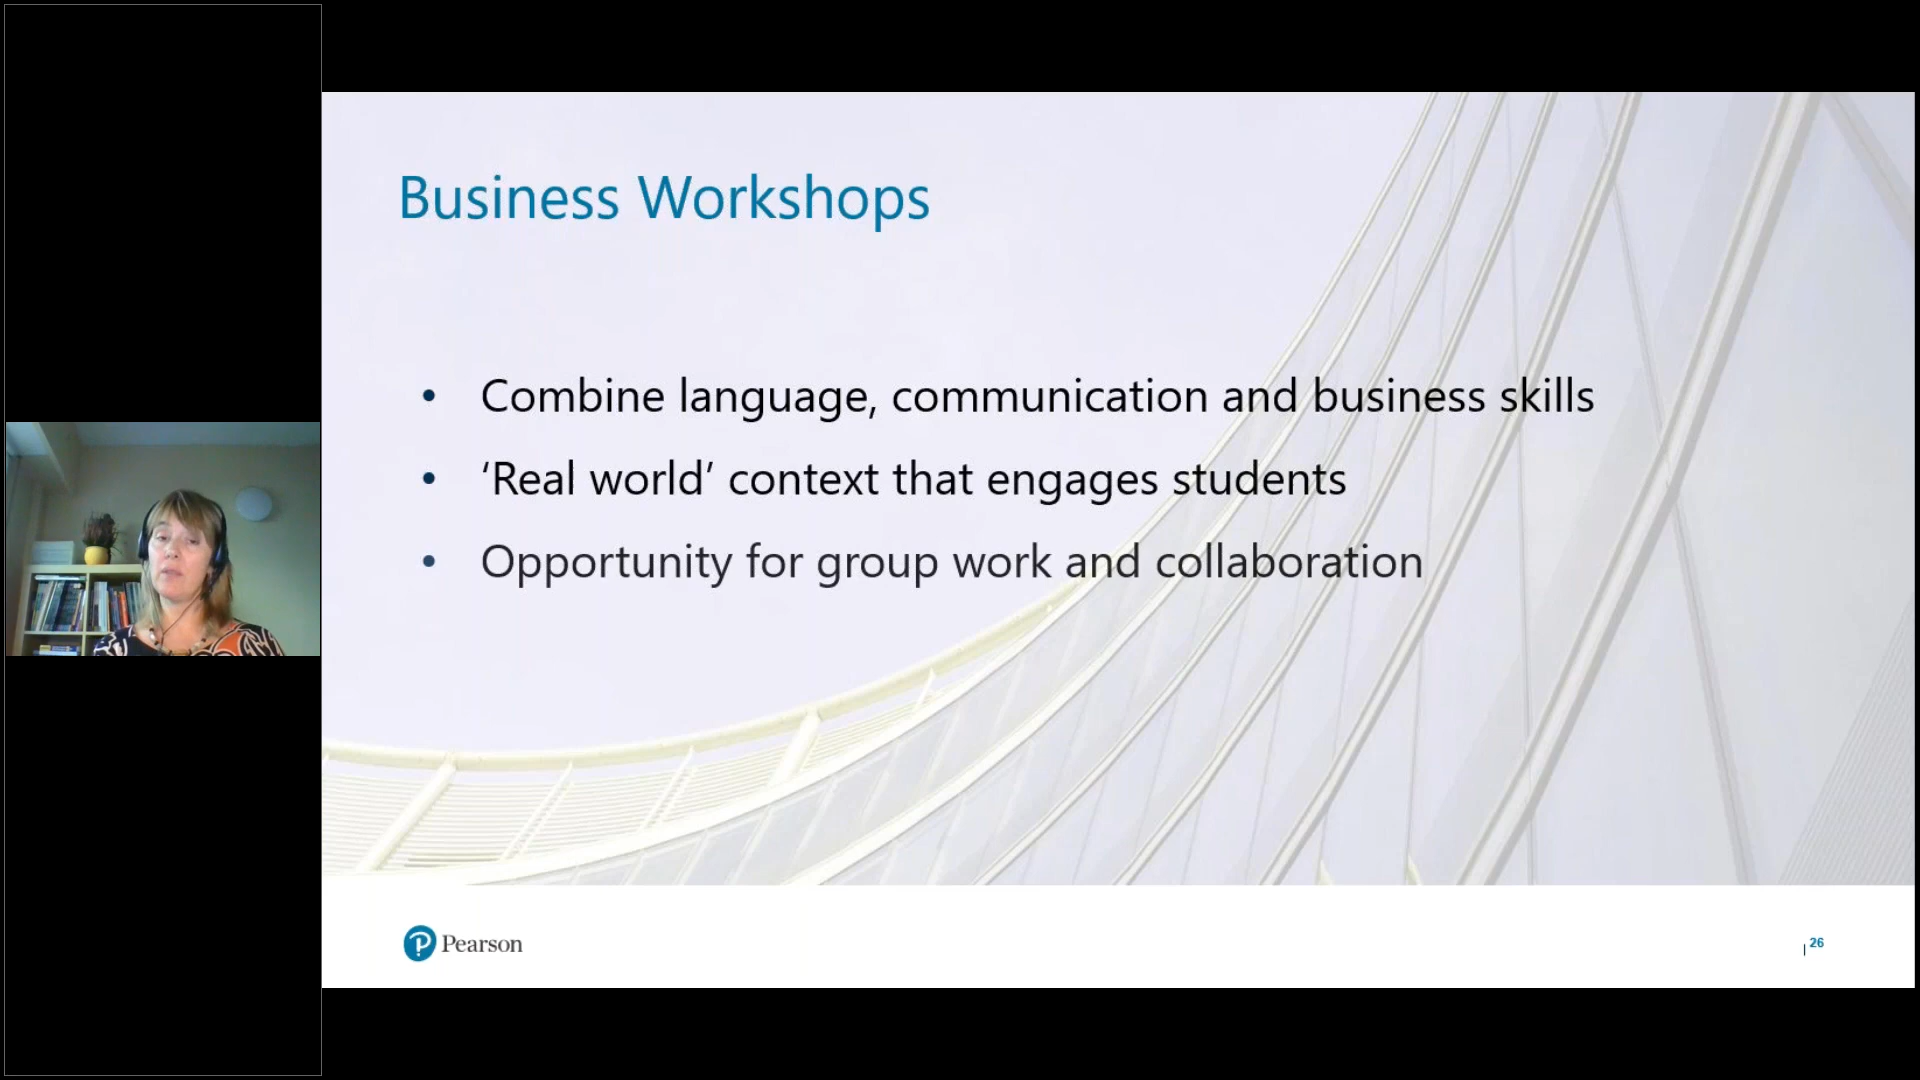 Business Workshops
• Combine language, communication and business skills
• ‘Real world’ context that engages students
• Opportunity for group work and collaboration
Pearson
| 26